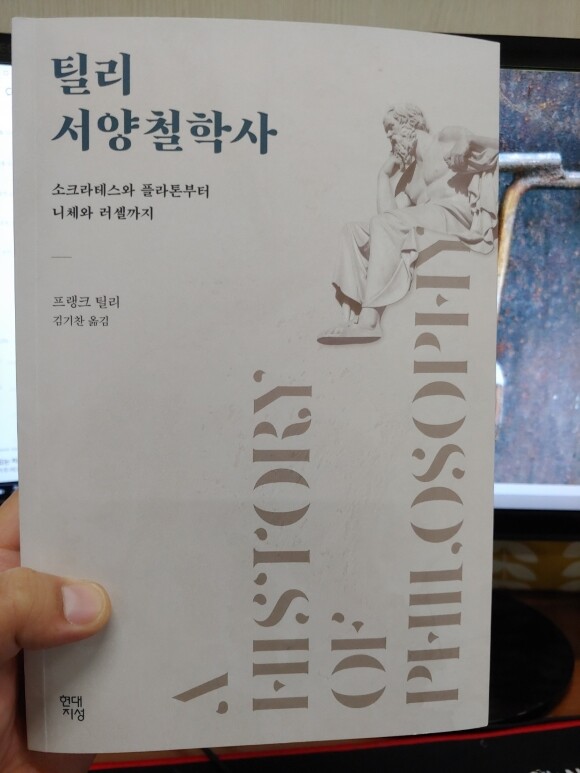 틸리
서양철학사
소크라테스와 플라톤부터
니체와 러셀까지
프랭크 틸리
김기찬 옮김
A
HISTORY
OF
PHILOSOPHY
현대
지성